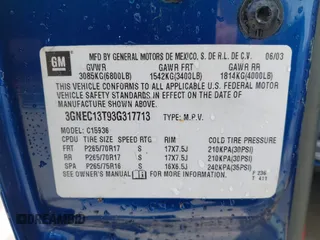 GM
MFD BY GENERAL MOTORS DE MEXICO, S. DE R.L. DE C.V. 06/03
GVWR GAWR FRT GAWR RR
3085KG(6800LB) 1542KG(3400LB) 1814KG(4000LB)
THIS VEHICLE CONFORMS TO ALL APPLICABLE U.S. FEDERAL MOTOR
VEHICLE SAFETY STANDARDS IN EFFECT ON THE DATE OF
MANUFACTURE SHOWN ABOVE.
TYPE: M.P.V.
MODEL: C15936
TIRE SIZE SPEED RTG RIM COLD TIRE PRESSURE
FRT P265/70R17 S 17X7.5J 210KPA(30PSI)
RR P265/70R17 S 17X7.5J 210KPA(30PSI)
SPA P265/75R16 S 16X6.5J 240KPA(35PSI)
SEE OWNER'S MANUAL FOR ADDITIONAL INFORMATION